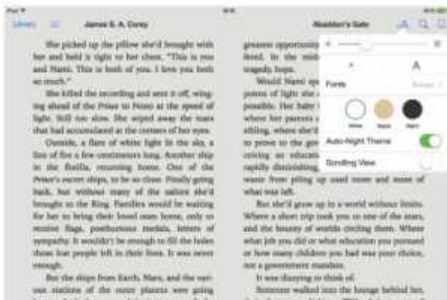 iPad
Library
James S. A. Corey
Abaddon's Gate
A
She picked up the pillow she'd brought with
her and held it tight to her chest. "This is you
and Nami. This is both of you. I love you both
so much."
She killed the recording and sent it off, wing-
ing ahead of the Prince to Nono at the speed of
light. Still too slow. She wiped away the tears
that had accumulated at the corners of her eyes.
Outside, a flare of white light lit the sky, a
line of fire a few centimeters long. Another ship
in the flotilla, returning home. One of the
Prince's escort ships, to be so close. Finally going
back, but without many of the sailors she'd
brought to the Ring. Families would be waiting
for her to bring their loved ones home, only to
receive flags, posthumous medals, letters of
sympathy. It wouldn't be enough to fill the holes
those lost people left in their lives. It was never
enough.
But the ships from Earth, Mars, and the vari-
ous stations of the outer planets were going
greatest opportunity
lived. In the midst
tragedy, hope.
Would Nami
points of light she
possible. Her baby
where her parents
sibling, where she'd
to prove to the gov
ceiving an educati
rapidly diminishing
waste from piling up used more and more of
what was left.
But she'd grow up in a world without limits.
Where a short trip took you to one of the stars,
and the bounty of worlds circling them. Where
what job you did or what education you pursued
or how many children you had was your choice,
not a government mandate.
It was dizzying to think of.
Someone walked into the lounge behind her,
A
A
Fonts
White
Sepia
Night
Auto-Night Theme
Scrolling View